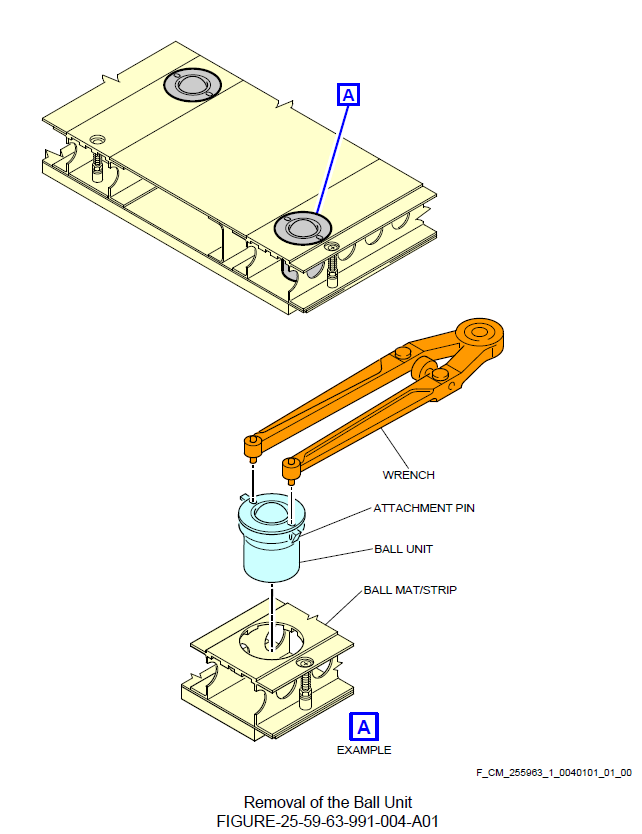 A
WRENCH
ATTACHMENT PIN
BALL UNIT
BALL MAT/STRIP
A
EXAMPLE
F_CM_255963_1_0040101_01_00
Removal of the Ball Unit
FIGURE-25-59-63-991-004-A01